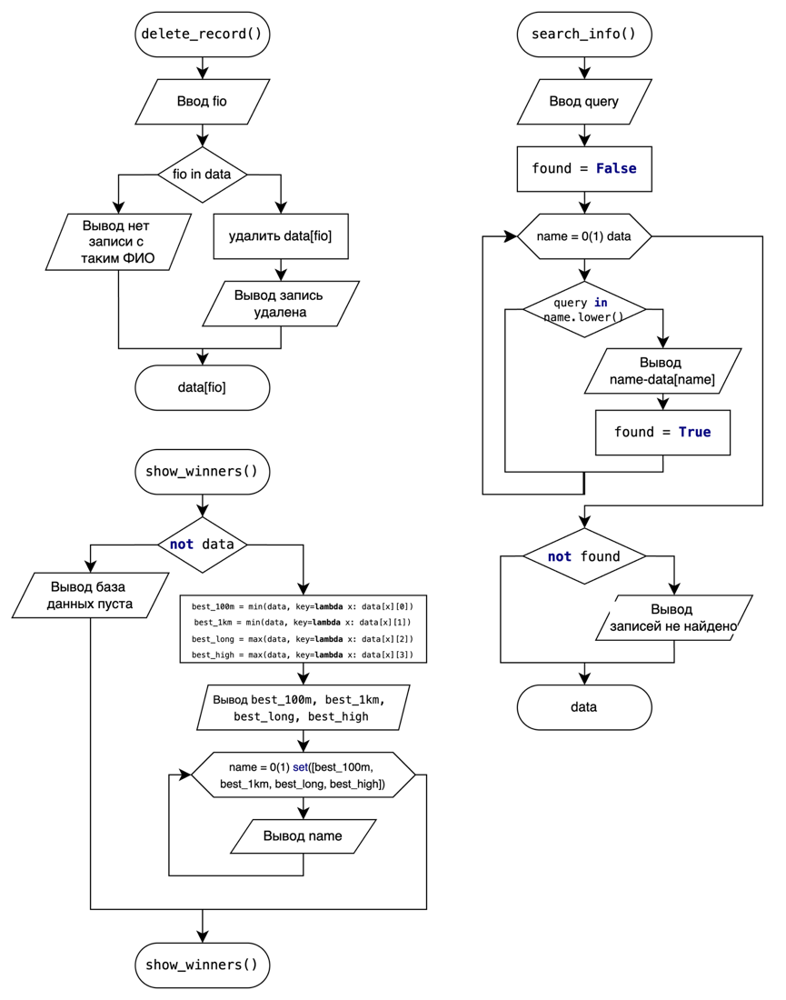 delete_record()
Ввод fio
fio in data
Вывод нет
записи с
таким ФИО
удалить data[fio]
Вывод запись
удалена
data[fio]
show_winners()
not data
Вывод база
данных пуста
best_100m = min(data, key=lambda x: data[x][0])
best_1km = min(data, key=lambda x: data[x][1])
best_long = max(data, key=lambda x: data[x][2])
best_high = max(data, key=lambda x: data[x][3])
Вывод best_100m, best_1km,
best_long, best_high
name = 0(1) set([best_100m,
best_1km, best_long, best_high])
Вывод name
show_winners()
search_info()
Ввод query
found = False
name = 0(1) data
query in
name.lower()
Вывод
name-data[name]
found = True
not found
Вывод
записей не найдено
data